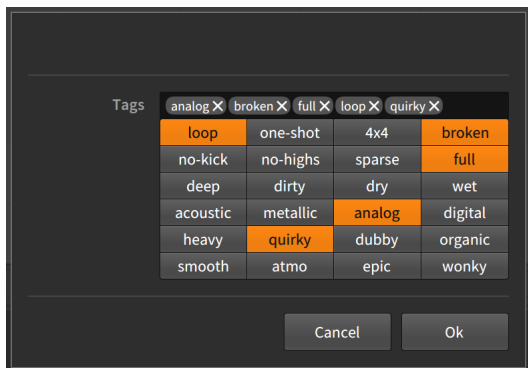 Tags analog X broken X full X loop X quirky X
loop one-shot 4x4 broken
no-kick no-highs sparse full
deep dirty dry wet
acoustic metallic analog digital
heavy quirky dubby organic
smooth atmo epic wonky
Cancel Ok